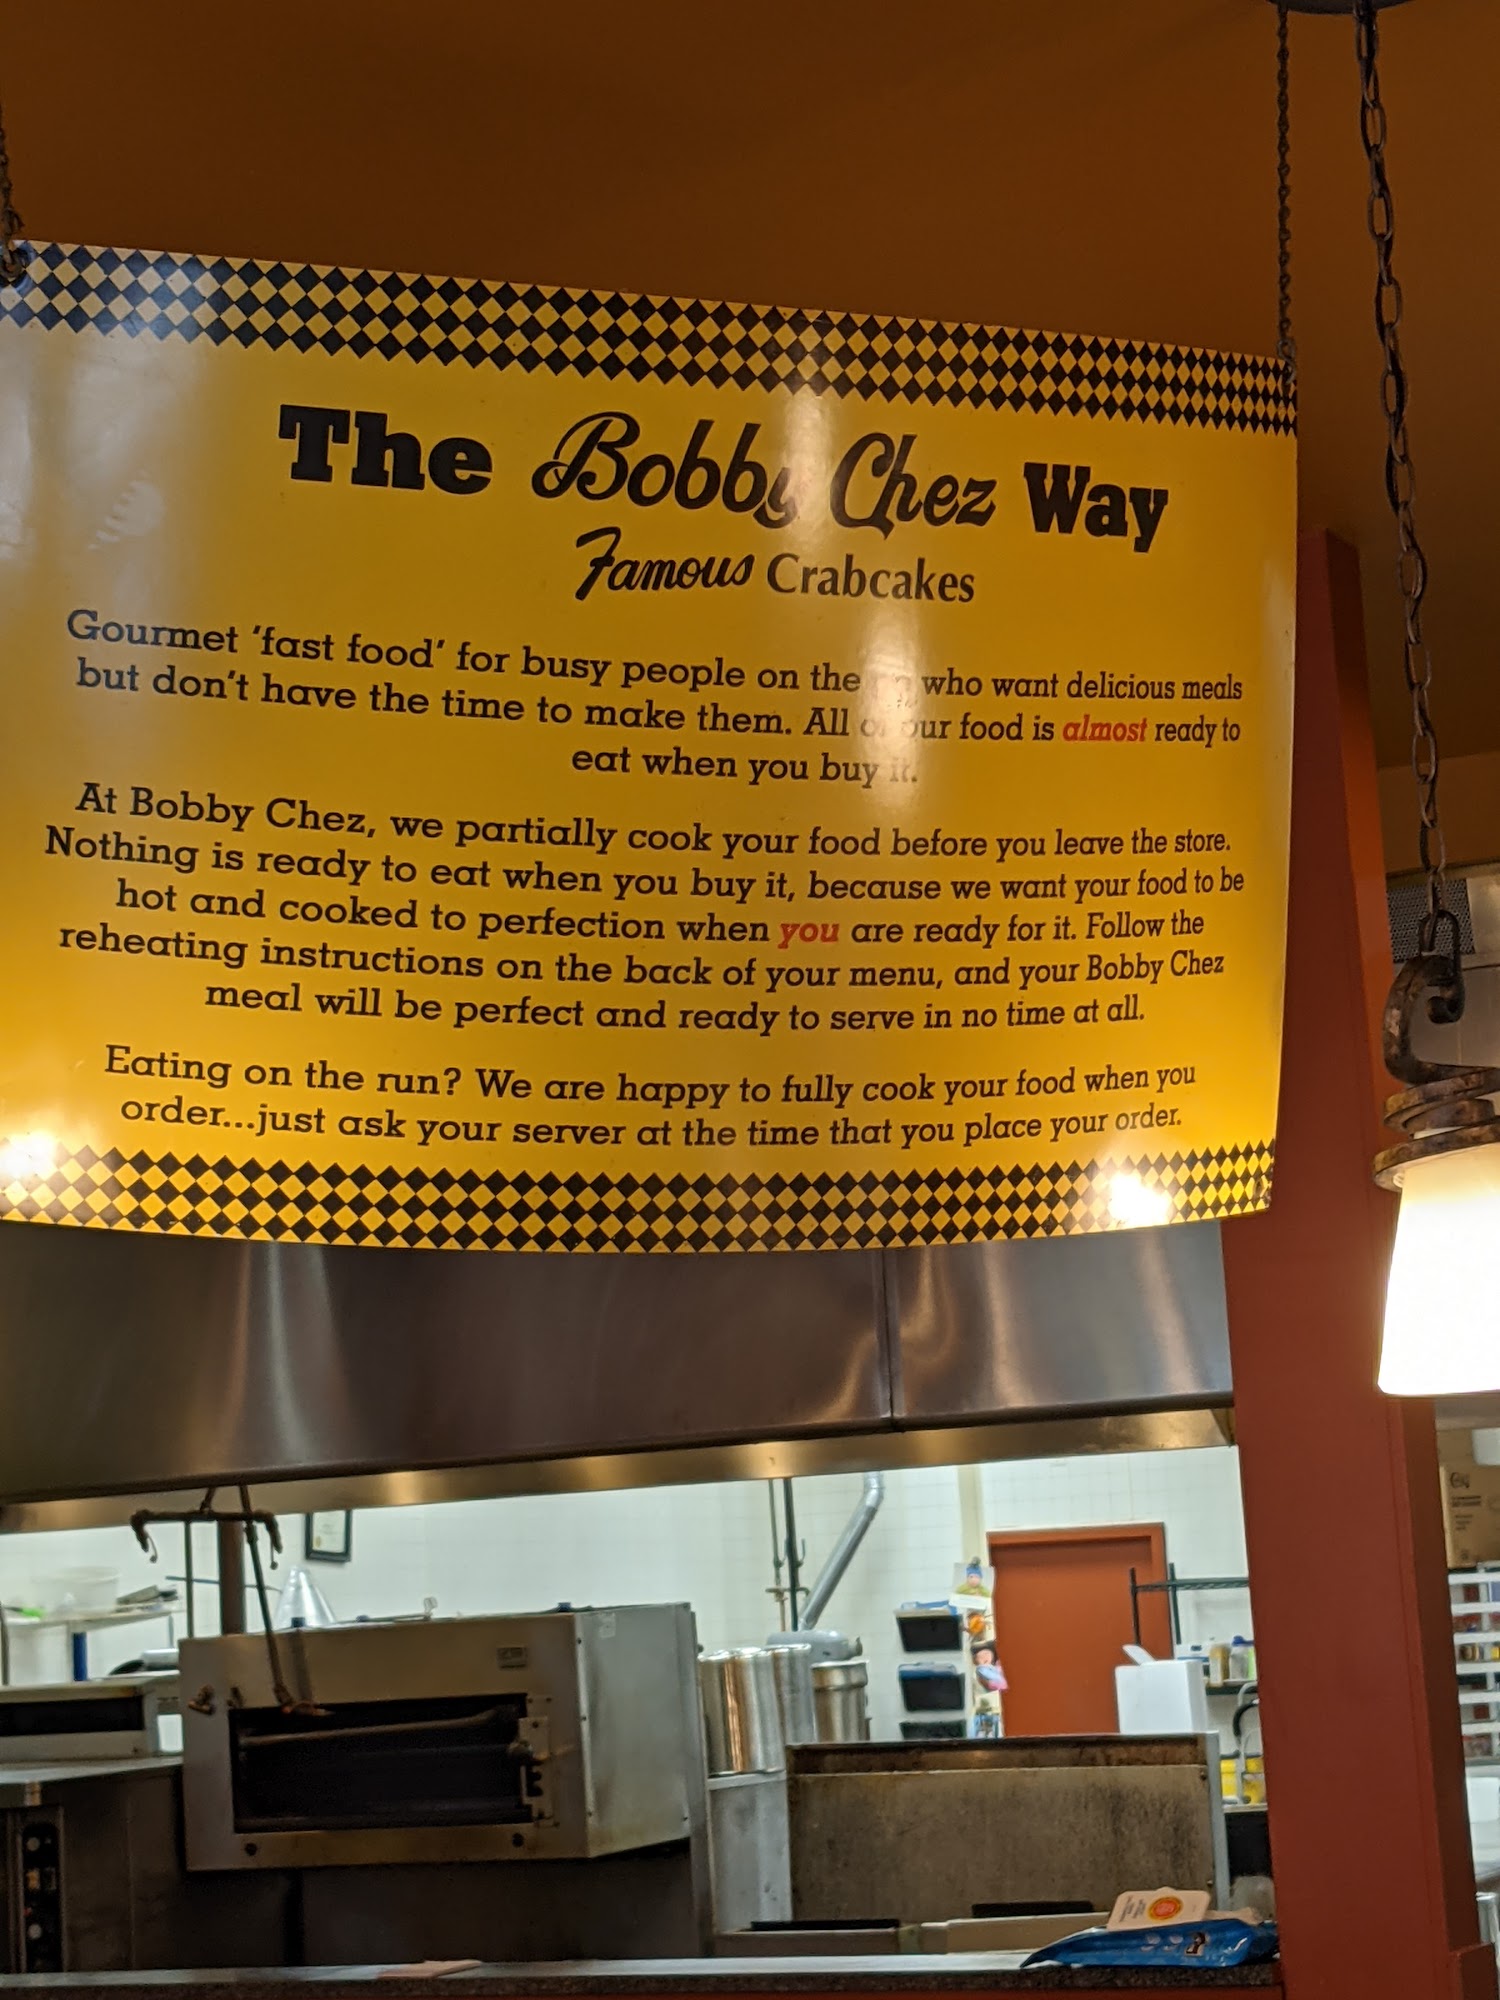 The Bobby Chez Way
Famous Crabcakes
Gourmet 'fast food' for busy people on the who want delicious meals
but don't have the time to make them. All of our food is almost ready to
eat when you buy it.
At Bobby Chez, we partially cook your food before you leave the store.
Nothing is ready to eat when you buy it, because we want your food to be
hot and cooked to perfection when you are ready for it. Follow the
reheating instructions on the back of your menu, and your Bobby Chez
meal will be perfect and ready to serve in no time at all.
Eating on the run? We are happy to fully cook your food when you
order...just ask your server at the time that you place your order.